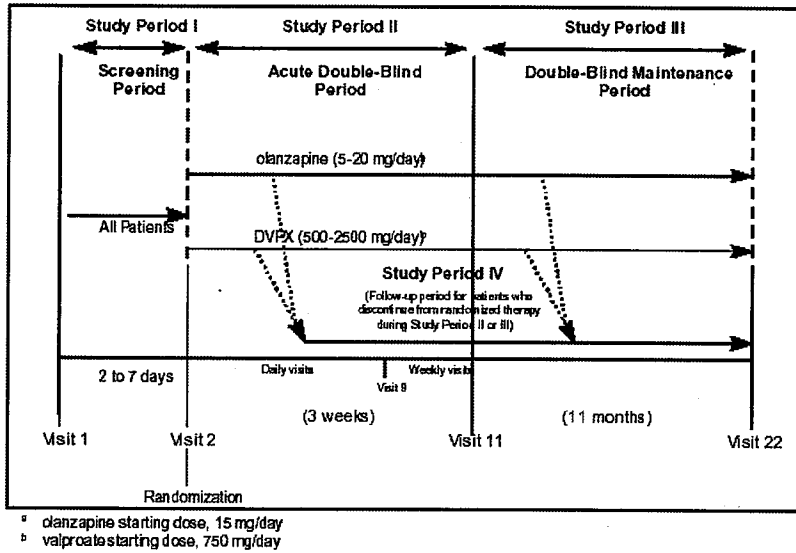 Study Period I
Study Period II
Study Period III
Screening
Period
Acute Double-Blind
Period
Double-Blind Maintenance
Period
olanzapine (5-20 mg/day)ᵃ
All Patients
DVPX (500-2500 mg/day)ᵇ
Study Period IV
(Follow-up period for patients who
discontinue from randomized therapy
during Study Period II or III)
2 to 7 days
Daily visits
Visit 9
Weekly visits
(3 weeks)
(11 months)
Visit 1
Visit 2
Visit 11
Visit 22
Randomization
ᵃ olanzapine starting dose, 15 mg/day
ᵇ valproate starting dose, 750 mg/day